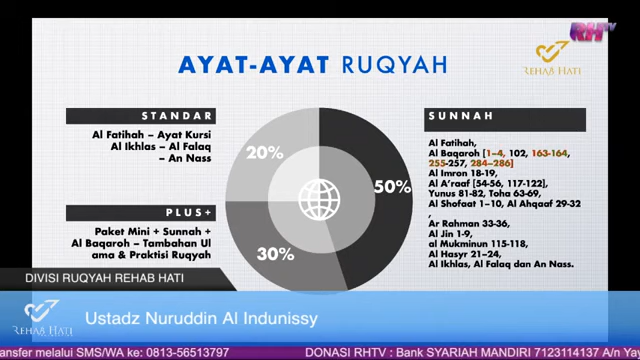 RHTV
AYAT-AYAT RUQYAH
REHAB HATI
STANDAR
Al Fatihah – Ayat Kursi
Al Ikhlas – Al Falaq
– An Nass
PLUS+
Paket Mini + Sunnah +
Al Baqaroh – Tambahan Ul
ama & Praktisi Ruqyah
20%
50%
30%
SUNNAH
Al Fatihah,
Al Baqaroh [1–4, 102, 163-164,
255-257, 284–286]
Al Imron 18-19,
Al A'raaf [54-56, 117-122],
Yunus 81-82, Toha 63-69,
Al Shofaat 1–10, Al Ahqaaf 29-32
,
Ar Rahman 33-36,
Al Jin 1-9,
al Mukminun 115-118,
Al Hasyr 21–24,
Al Ikhlas, Al Falaq dan An Nass.
DIVISI RUQYAH REHAB HATI
REHAB HATI
Ustadz Nuruddin Al Indunissy
ansfer melalui SMS/WA ke: 0813-56513797
DONASI RHTV : Bank SYARIAH MANDIRI 7123114137 A/n Yay